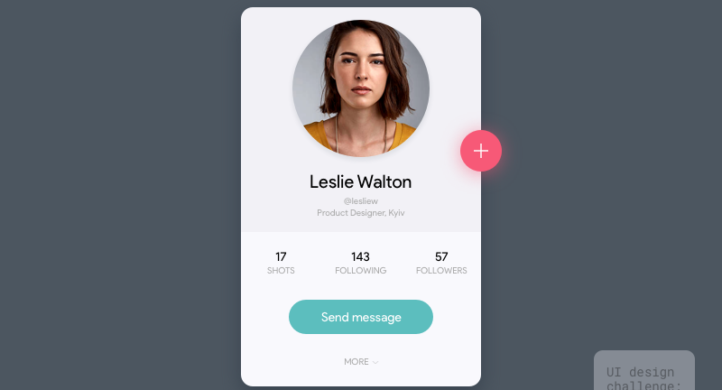 Leslie Walton
@lesliew
Product Designer, Kyiv
17 143 57
SHOTS FOLLOWING FOLLOWERS
Send message
MORE
UI design
challenge: